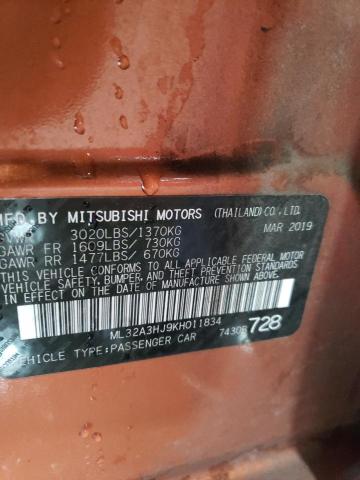 MFD.BY MITSUBISHI MOTORS (THAILAND)CO.,LTD.
GVWR 3020LBS/1370KG MAR 2019
GAWR FR 1609LBS/ 730KG
GAWR RR 1477LBS/ 670KG
THIS VEHICLE CONFORMS TO ALL APPLICABLE FEDERAL MOTOR
VEHICLE SAFETY, BUMPER, AND THEFT PREVENTION STANDARDS
IN EFFECT ON THE DATE OF MANUFACTURE SHOWN ABOVE.
ML32A3HJ9KH011834
VEHICLE TYPE:PASSENGER CAR 7430B 728